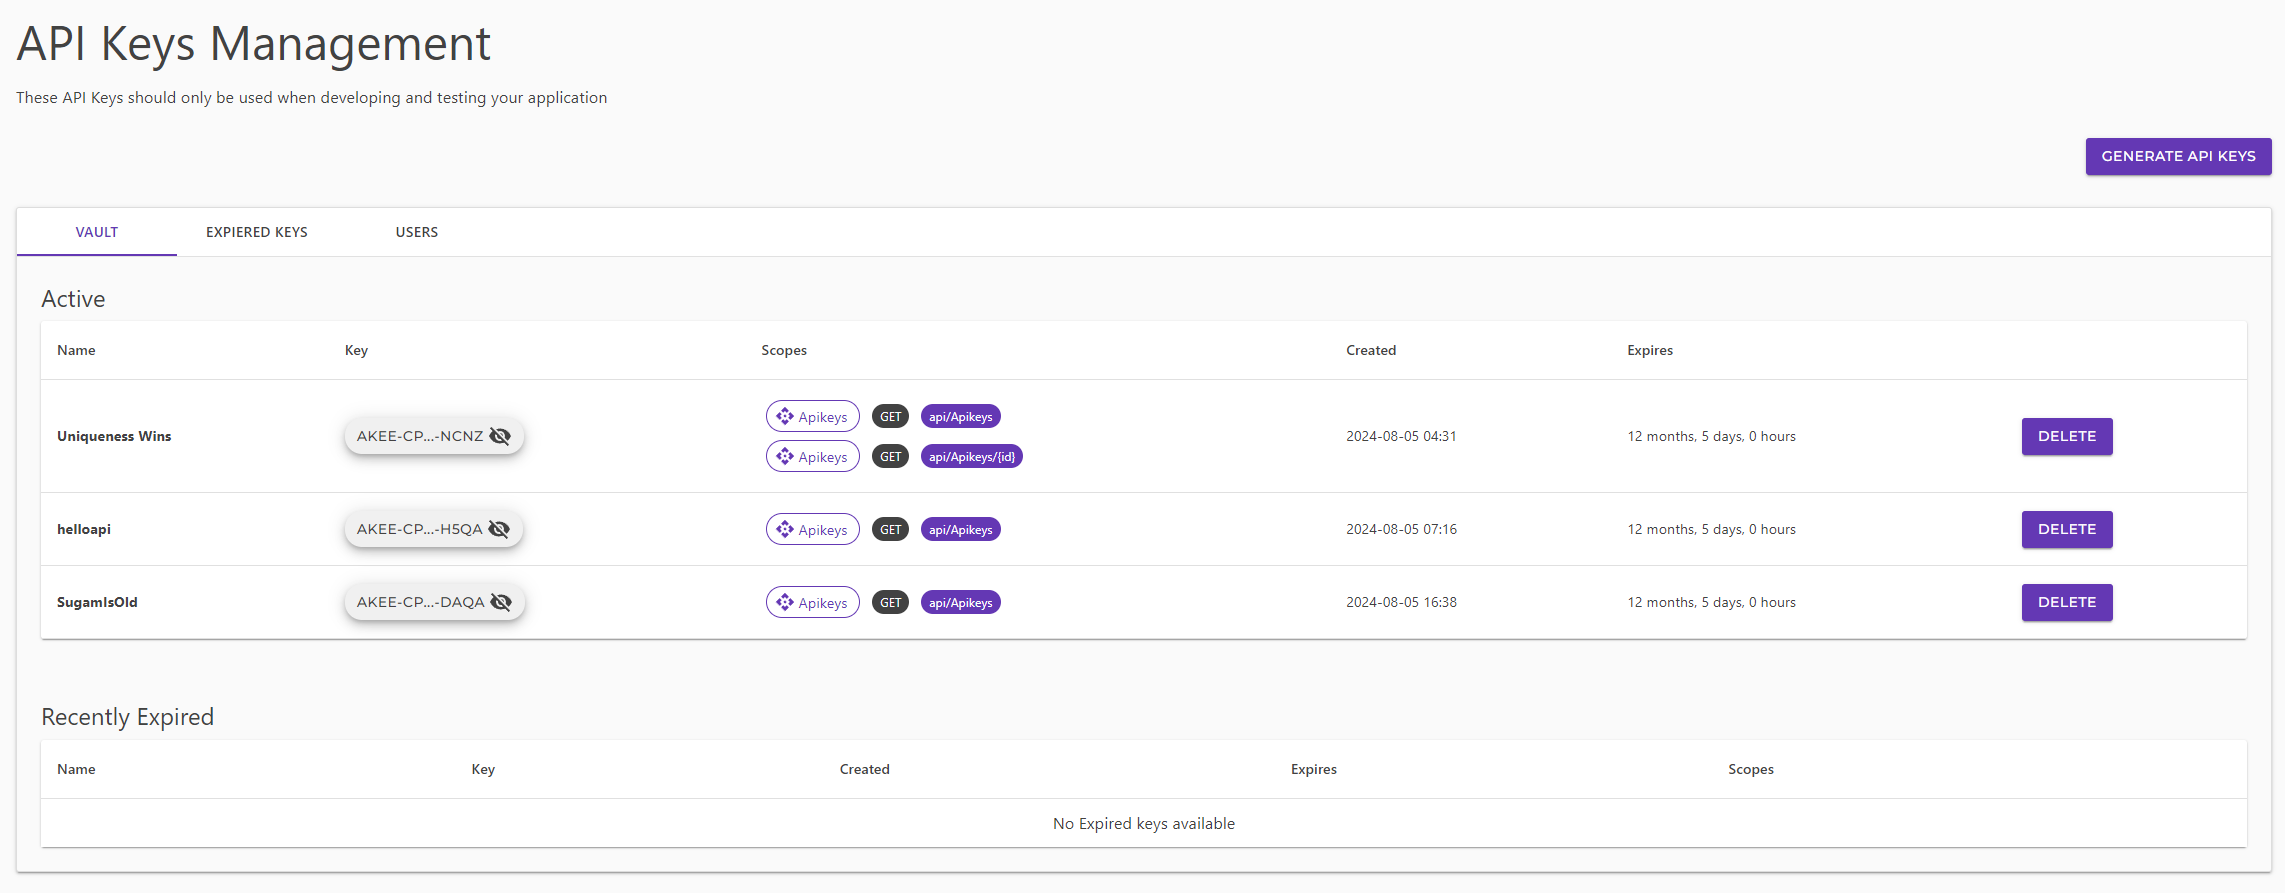 API Keys Management
These API Keys should only be used when developing and testing your application
GENERATE API KEYS
VAULT EXPIERED KEYS USERS
Active
Name Key Scopes Created Expires
Uniqueness Wins AKEE-CP...-NCNZ Apikeys GET api/Apikeys 2024-08-05 04:31 12 months, 5 days, 0 hours DELETE
Apikeys GET api/Apikeys/{id}
helloapi AKEE-CP...-H5QA Apikeys GET api/Apikeys 2024-08-05 07:16 12 months, 5 days, 0 hours DELETE
SugamIsOld AKEE-CP...-DAQA Apikeys GET api/Apikeys 2024-08-05 16:38 12 months, 5 days, 0 hours DELETE
Recently Expired
Name Key Created Expires Scopes
No Expired keys available